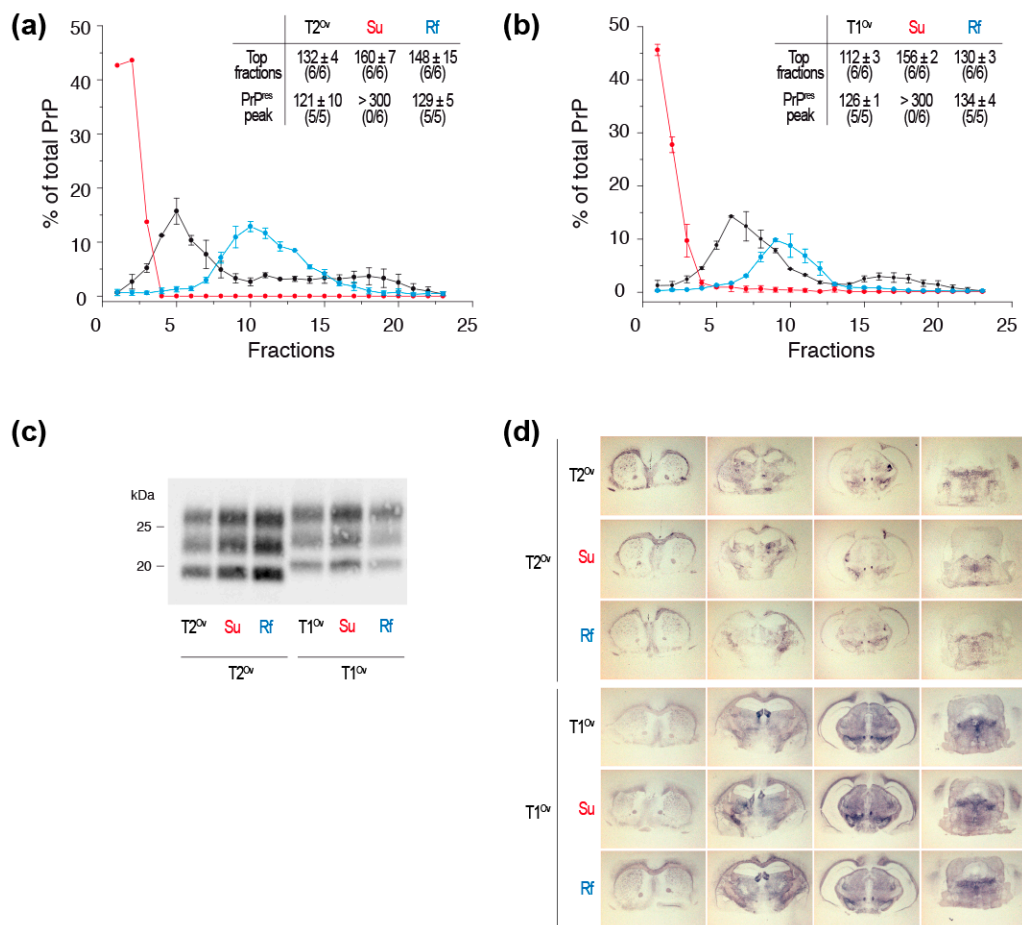 (a)
T2ᴼᵛ Su Rf
Top fractions 132 ± 4 (6/6) 160 ± 7 (6/6) 148 ± 15 (6/6)
PrPʳᵉˢ peak 121 ± 10 (5/5) > 300 (0/6) 129 ± 5 (5/5)
% of total PrP
50
40
30
20
10
0
0 5 10 15 20 25
Fractions
(b)
T1ᴼᵛ Su Rf
Top fractions 112 ± 3 (6/6) 156 ± 2 (6/6) 130 ± 3 (6/6)
PrPʳᵉˢ peak 126 ± 1 (5/5) > 300 (0/6) 134 ± 4 (5/5)
% of total PrP
50
40
30
20
10
0
0 5 10 15 20 25
Fractions
(c)
kDa
25
20
T2ᴼᵛ Su Rf T1ᴼᵛ Su Rf
T2ᴼᵛ T1ᴼᵛ
(d)
T2ᴼᵛ
T2ᴼᵛ Su
Rf
T1ᴼᵛ
T1ᴼᵛ Su
Rf